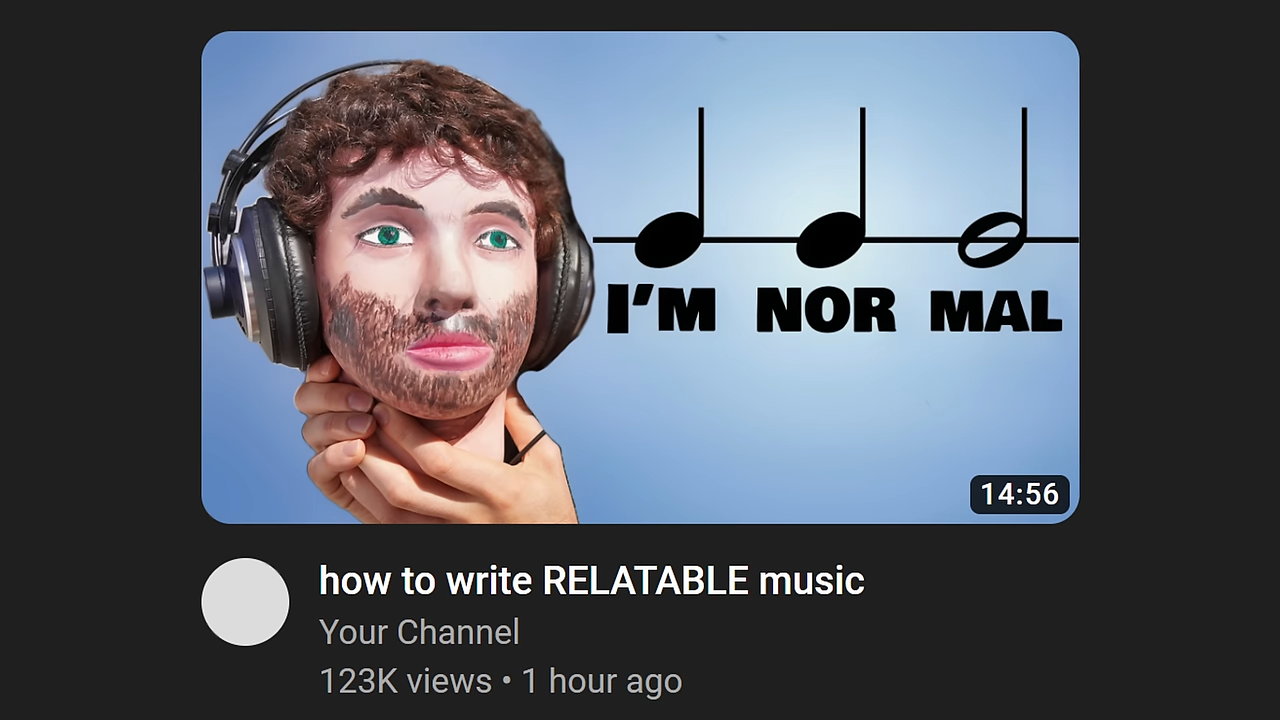 I'M NOR MAL
14:56
how to write RELATABLE music
Your Channel
123K views • 1 hour ago